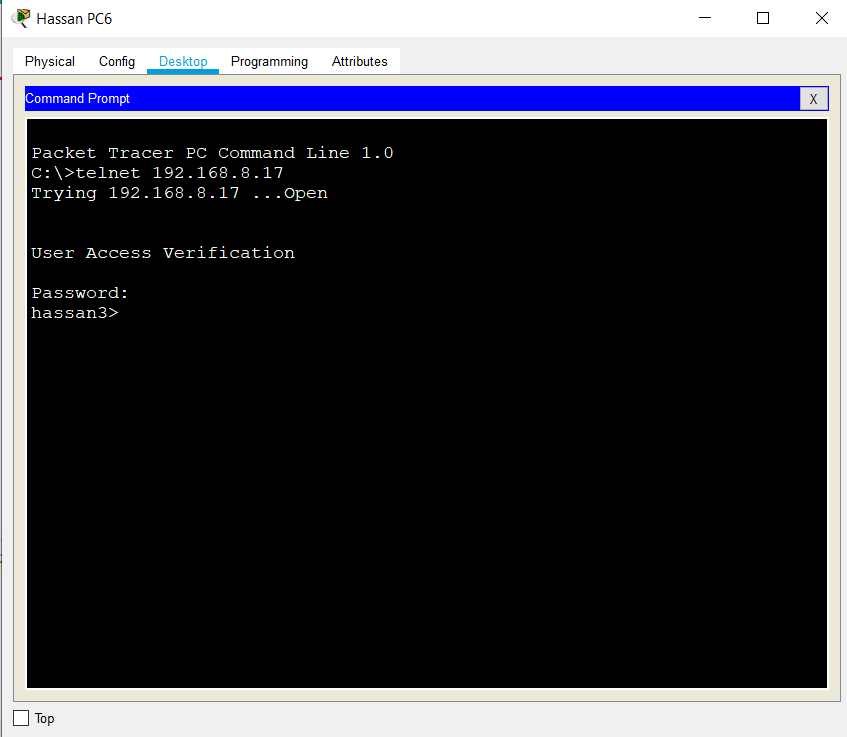 Hassan PC6
Physical Config Desktop Programming Attributes
Command Prompt X
Packet Tracer PC Command Line 1.0
C:\>telnet 192.168.8.17
Trying 192.168.8.17 ...Open
User Access Verification
Password:
hassan3>
Top